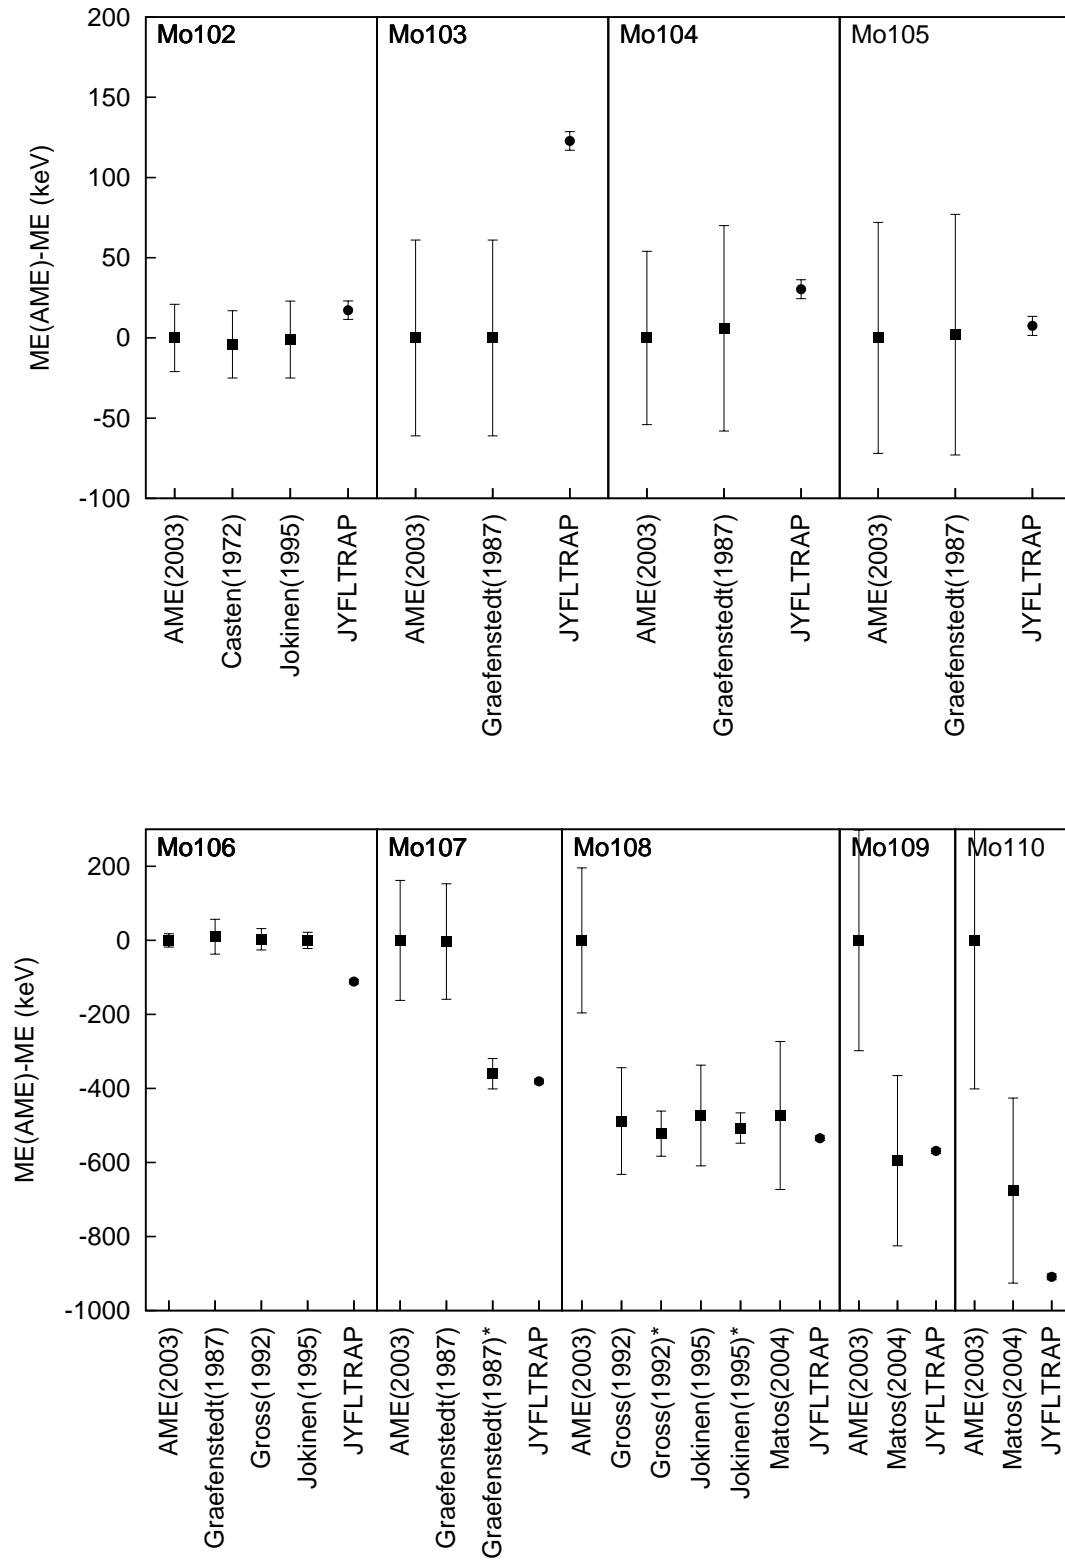 200
150
100
50
0
-50
-100
ME(AME)-ME (keV)
Mo102
Mo103
Mo104
Mo105
AME(2003)
Casten(1972)
Jokinen(1995)
JYFLTRAP
AME(2003)
Graefenstedt(1987)
JYFLTRAP
AME(2003)
Graefenstedt(1987)
JYFLTRAP
AME(2003)
Graefenstedt(1987)
JYFLTRAP
200
0
-200
-400
-600
-800
-1000
ME(AME)-ME (keV)
Mo106
Mo107
Mo108
Mo109
Mo110
AME(2003)
Graefenstedt(1987)
Gross(1992)
Jokinen(1995)
JYFLTRAP
AME(2003)
Graefenstedt(1987)
Graefenstedt(1987)*
JYFLTRAP
AME(2003)
Gross(1992)
Gross(1992)*
Jokinen(1995)
Jokinen(1995)*
Matos(2004)
JYFLTRAP
AME(2003)
Matos(2004)
JYFLTRAP
AME(2003)
Matos(2004)
JYFLTRAP